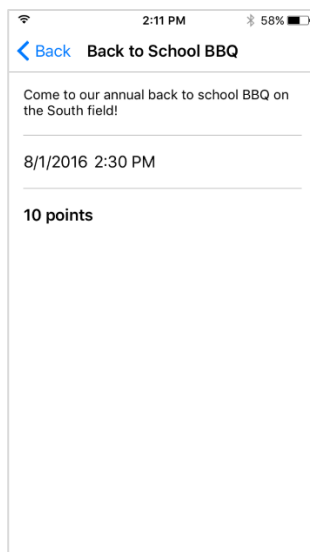 2:11 PM
58%
Back
Back to School BBQ
Come to our annual back to school BBQ on
the South field!
8/1/2016 2:30 PM
10 points